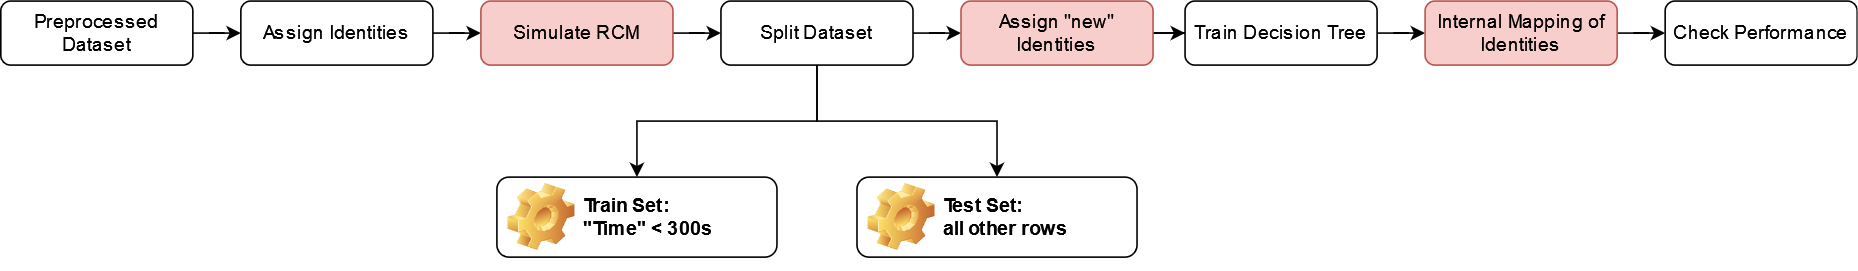 Preprocessed
Dataset
Assign Identities
Simulate RCM
Split Dataset
Assign "new"
Identities
Train Decision Tree
Internal Mapping of
Identities
Check Performance
Train Set:
"Time" < 300s
Test Set:
all other rows